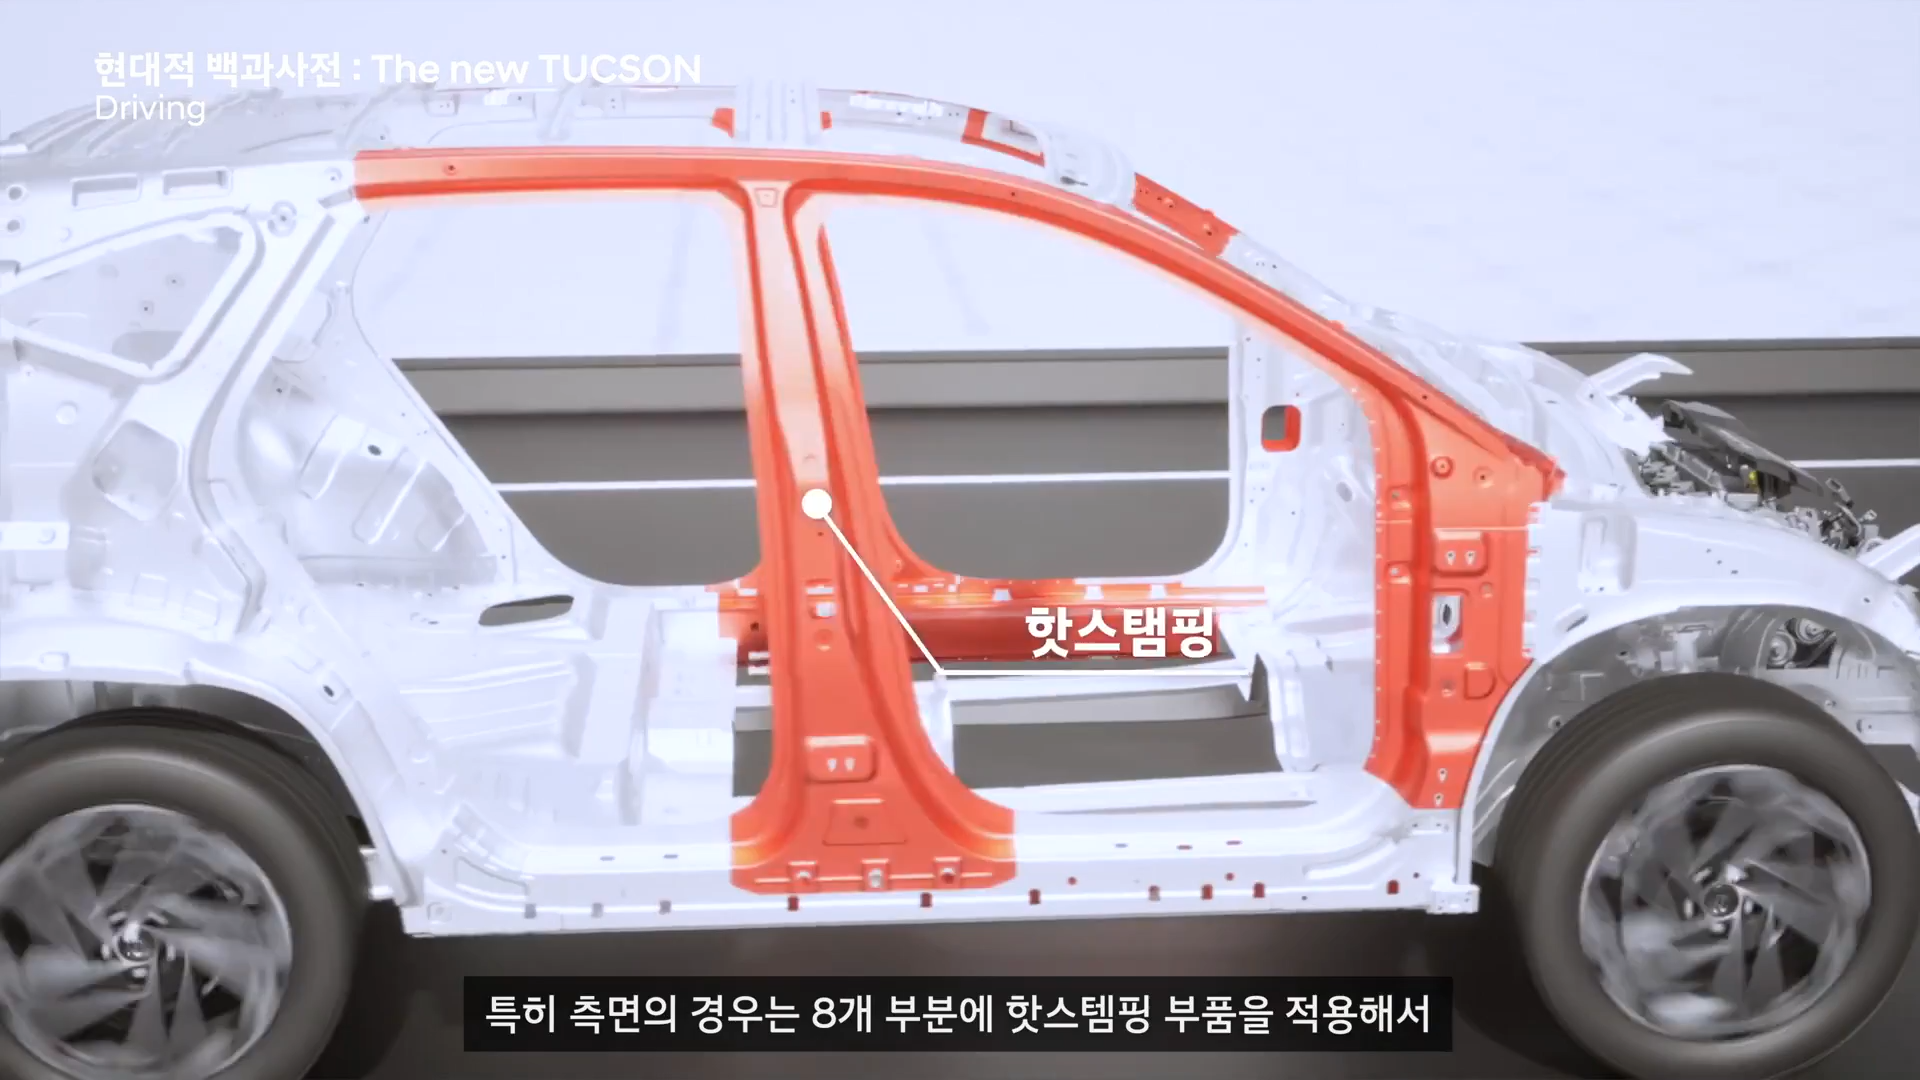 현대적 백과사전 : The new TUCSON
Driving
핫스탬핑
특히 측면의 경우는 8개 부분에 핫스템핑 부품을 적용해서